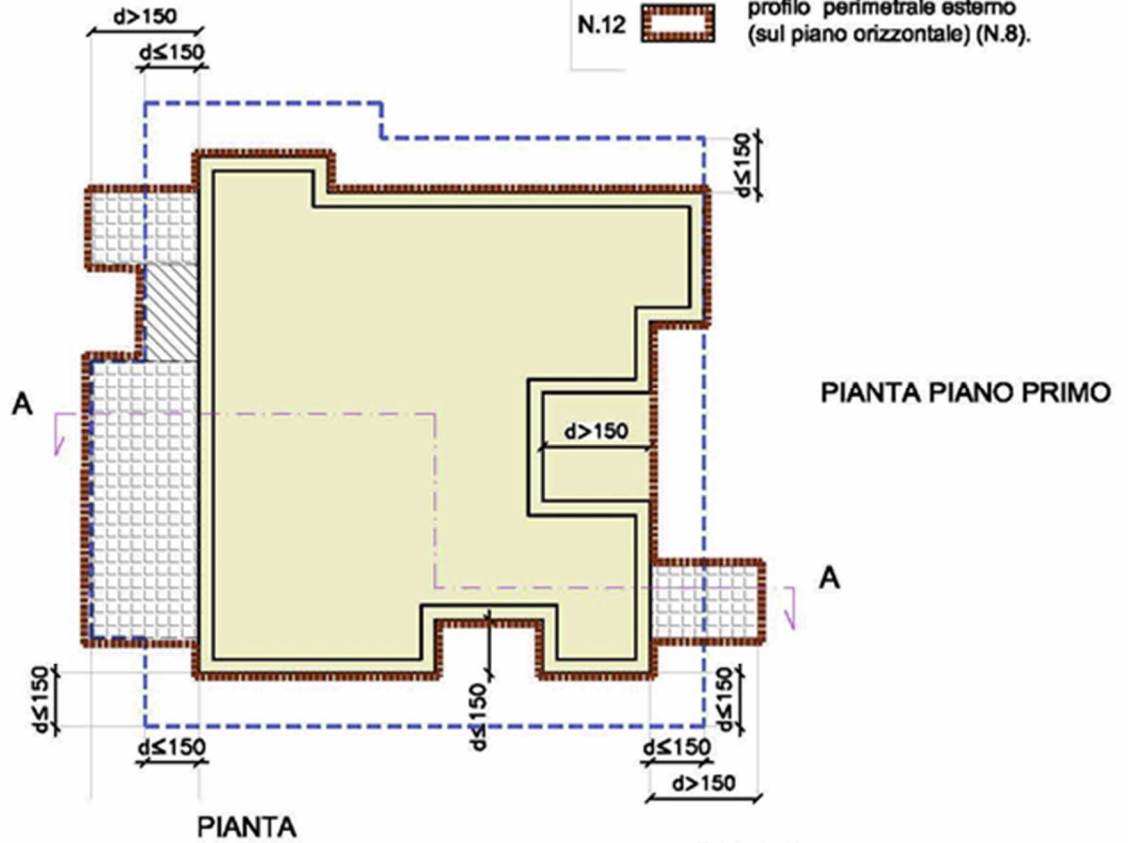 d>150
d≤150
N.12
profilo perimetrale esterno
(sul piano orizzontale) (N.8).
d≤150
A
PIANTA PIANO PRIMO
d>150
A
d≤150
d≤150
d≤150
d≤150
d≤150
d>150
PIANTA